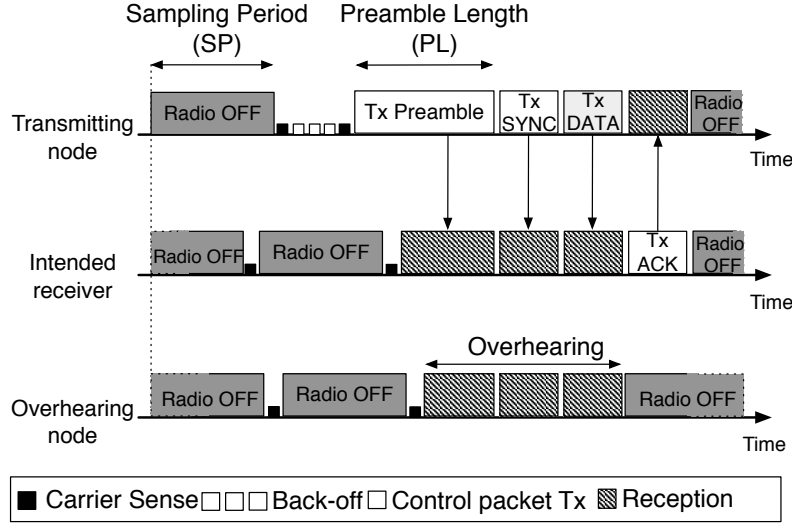 Sampling Period
(SP)
Preamble Length
(PL)
Transmitting
node
Radio OFF
Tx Preamble
Tx
SYNC
Tx
DATA
Radio
OFF
Time
Intended
receiver
Radio OFF
Radio OFF
Tx
ACK
Radio
OFF
Time
Overhearing
Overhearing
node
Radio OFF
Radio OFF
Radio OFF
Time
Carrier Sense
Back-off
Control packet Tx
Reception